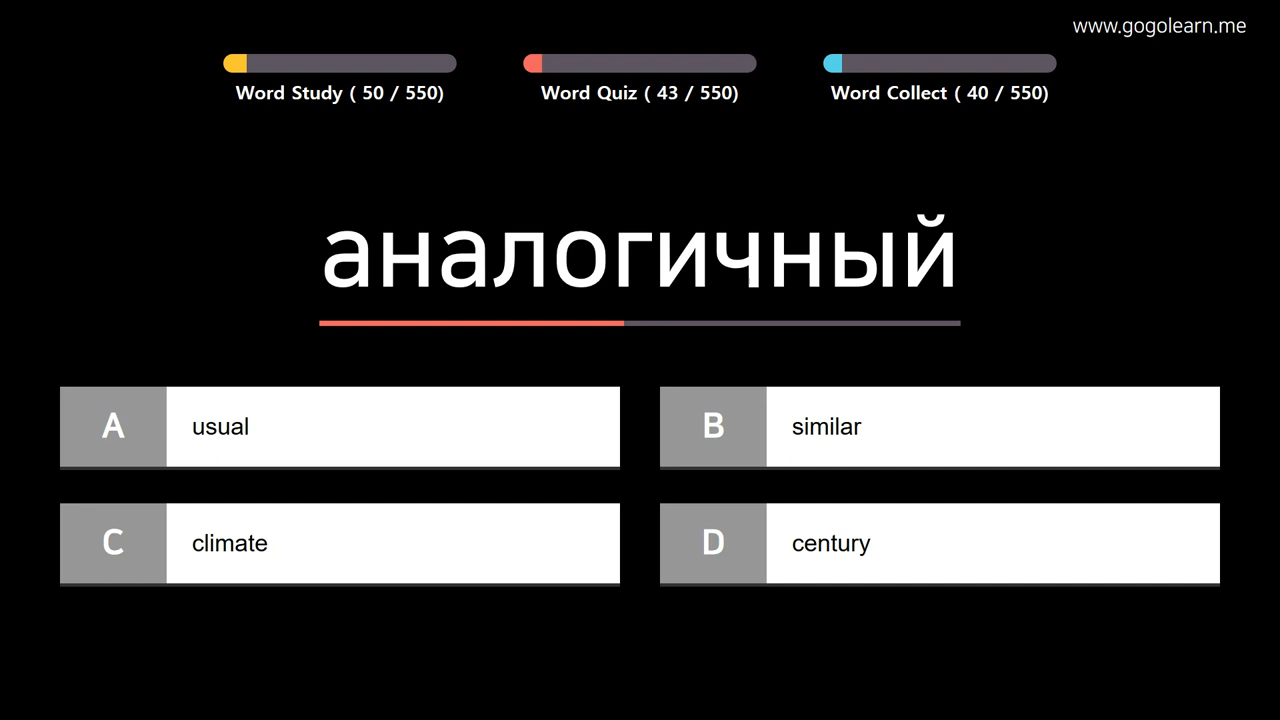 www.gogolearn.me
Word Study ( 50 / 550)
Word Quiz ( 43 / 550)
Word Collect ( 40 / 550)
аналогичный
A usual
B similar
C climate
D century